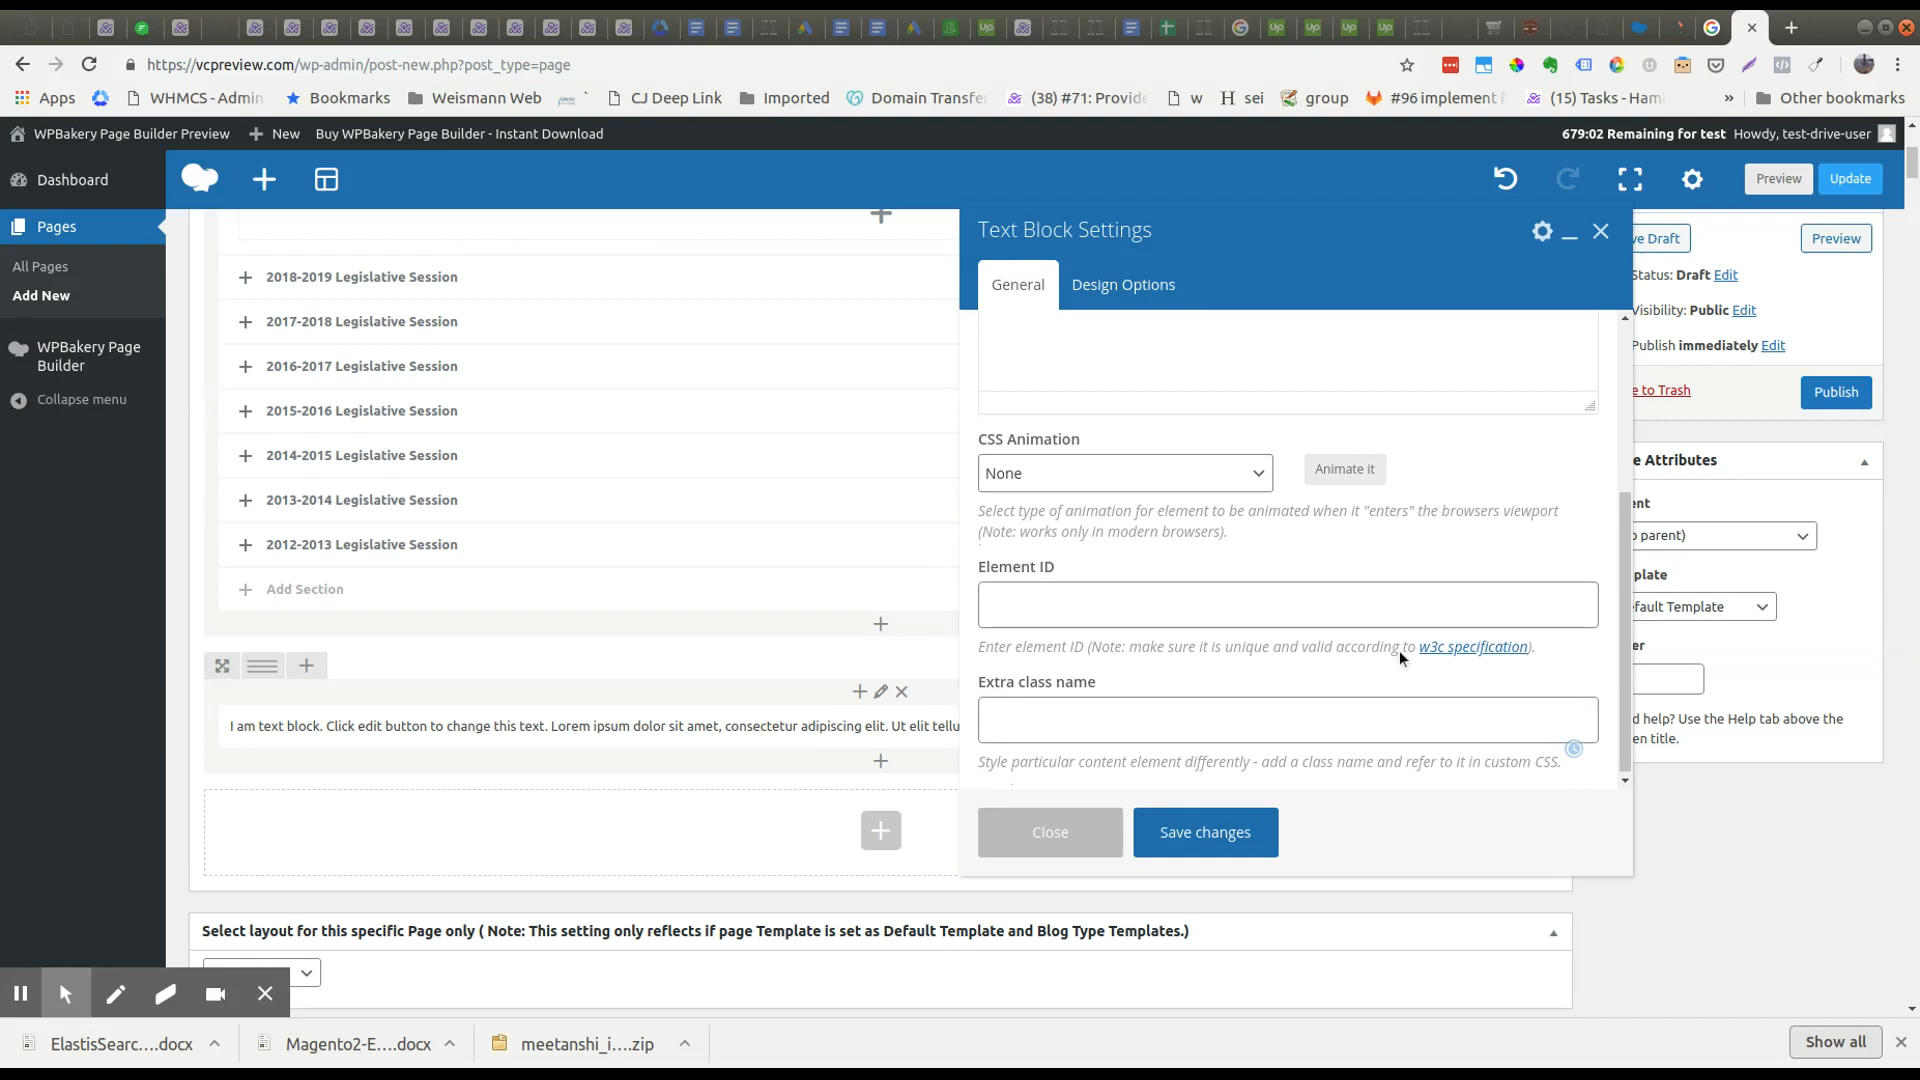 https://vcpreview.com/wp-admin/post-new.php?post_type=page
Apps
WHMCS - Admin
Bookmarks
Weismann Web
CJ Deep Link
Imported
Domain Transfe
(38) #71: Provid
w
sei
group
#96 implement f
(15) Tasks - Ham
»
Other bookmarks
WPBakery Page Builder Preview
New
Buy WPBakery Page Builder - Instant Download
679:02 Remaining for test
Howdy, test-drive-user
Dashboard
Pages
All Pages
Add New
WPBakery Page
Builder
Collapse menu
Preview
Update
2018-2019 Legislative Session
2017-2018 Legislative Session
2016-2017 Legislative Session
2015-2016 Legislative Session
2014-2015 Legislative Session
2013-2014 Legislative Session
2012-2013 Legislative Session
Add Section
I am text block. Click edit button to change this text. Lorem ipsum dolor sit amet, consectetur adipiscing elit. Ut elit tellu
Text Block Settings
General
Design Options
CSS Animation
None
Animate it
Select type of animation for element to be animated when it "enters" the browsers viewport
(Note: works only in modern browsers).
Element ID
Enter element ID (Note: make sure it is unique and valid according to w3c specification).
Extra class name
Style particular content element differently - add a class name and refer to it in custom CSS.
Close
Save changes
ve Draft
Preview
Status: Draft Edit
Visibility: Public Edit
Publish immediately Edit
e to Trash
Publish
e Attributes
ent
o parent)
plate
efault Template
er
d help? Use the Help tab above the
en title.
Select layout for this specific Page only ( Note: This setting only reflects if page Template is set as Default Template and Blog Type Templates.)
ElastisSearc....docx
Magento2-E....docx
meetanshi_i....zip
Show all